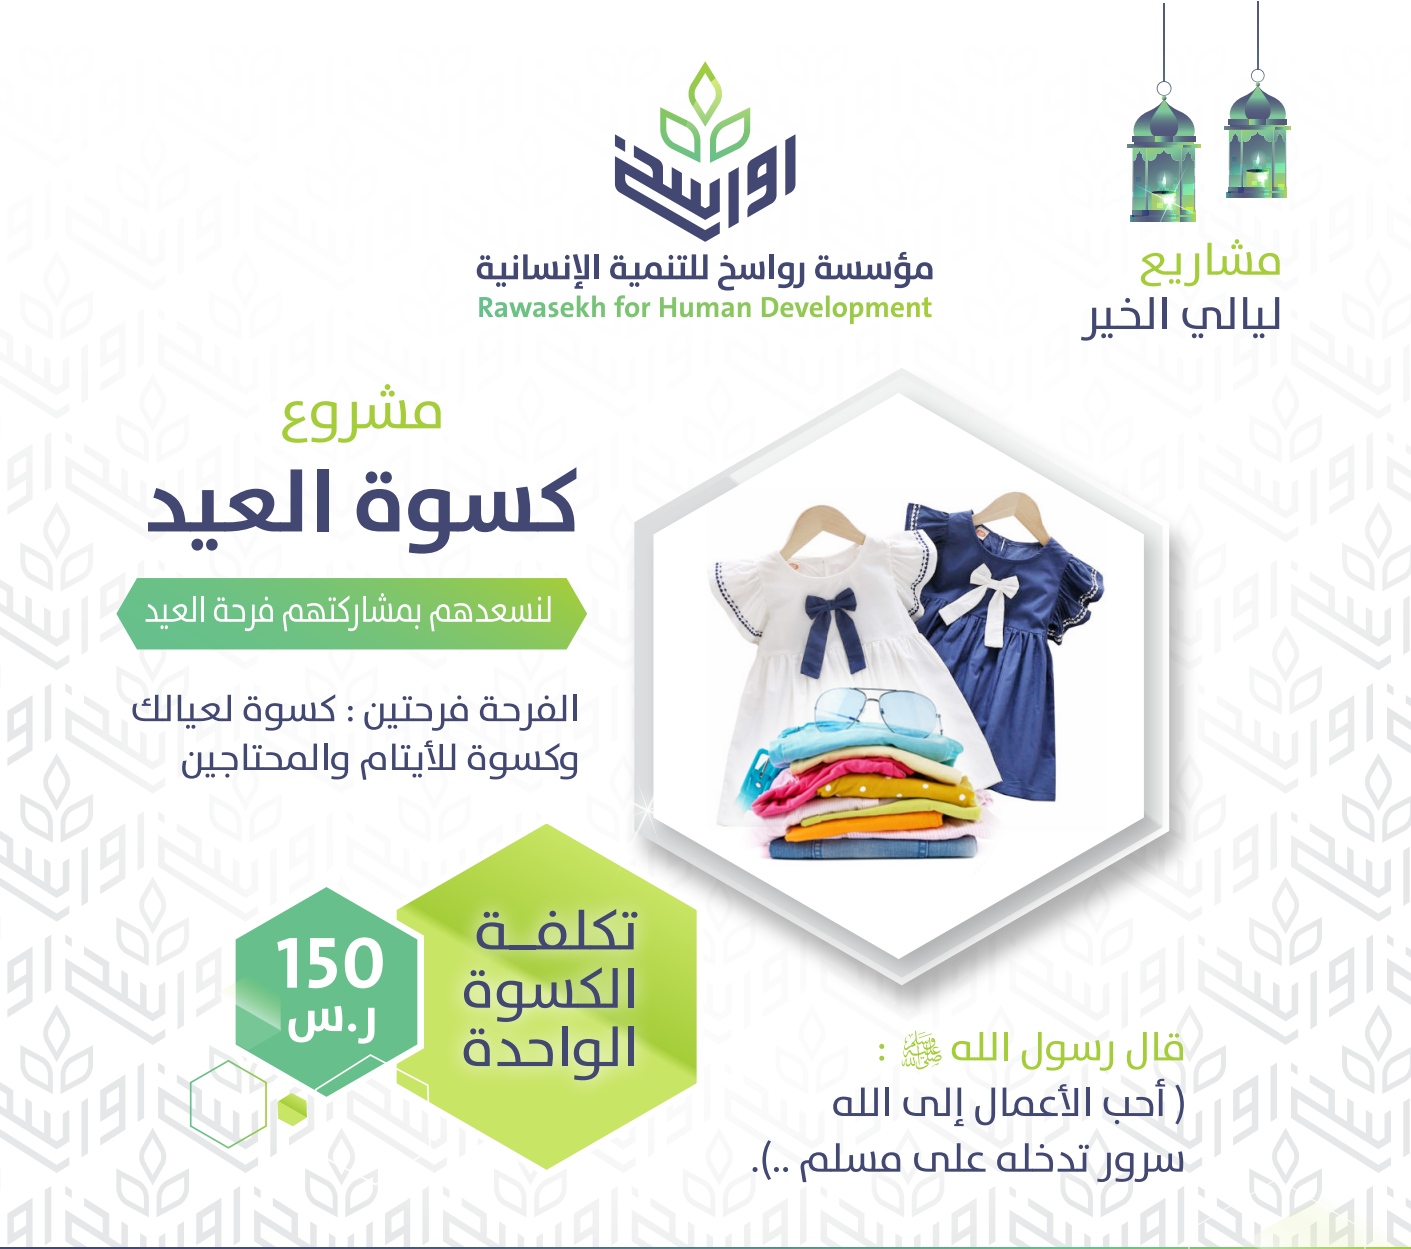 رواسخ
مؤسسة رواسخ للتنمية الإنسانية
Rawasekh for Human Development
مشاريع
ليالي الخير
مشروع
كسوة العيد
لنسعدهم بمشاركتهم فرحة العيد
الفرحة فرحتين : كسوة لعيالك
وكسوة للأيتام والمحتاجين
تكلفــة
الكسوة
الواحدة
150
ر.س
قال رسول الله ﷺ :
( أحب الأعمال إلى الله
سرور تدخله على مسلم ..).